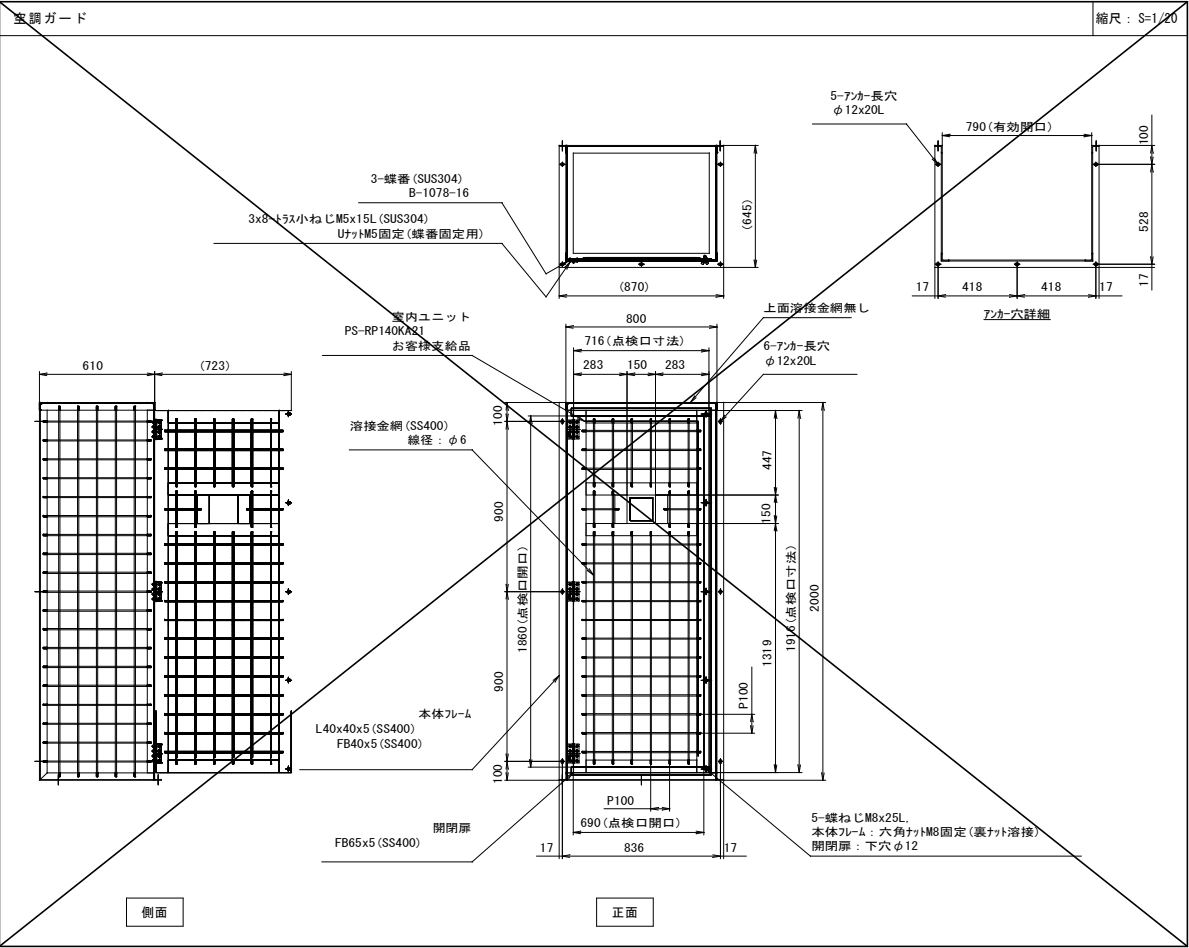 空調ガード
縮尺：S=1/20
5-アンカー長穴
φ12x20L
790(有効開口)
100
528
17
17
418
418
17
アンカー穴詳細
3-蝶番(SUS304)
B-1078-16
3x8-トラス小ねじM5x15L(SUS304)
UナットM5固定(蝶番固定用)
(645)
(870)
室内ユニット
PS-RP140KA21
お客様支給品
800
上面溶接金網無し
716(点検口寸法)
283
150
283
6-アンカー長穴
φ12x20L
610
(723)
溶接金網(SS400)
線径：φ6
100
900
900
100
1860(点検口開口)
447
150
1319
1916(点検口寸法)
2000
P100
本体フレーム
L40x40x5(SS400)
FB40x5(SS400)
P100
690(点検口開口)
17
836
17
開閉扉
FB65x5(SS400)
5-蝶ねじM8x25L,
本体フレーム：六角ナットM8固定(裏ナット溶接)
開閉扉：下穴φ12
側面
正面